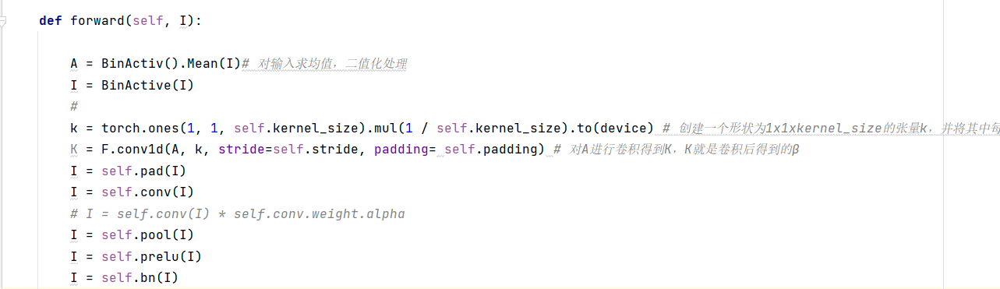 def forward(self, I):
A = BinActiv().Mean(I)# 对输入求均值，二值化处理
I = BinActive(I)
#
k = torch.ones(1, 1, self.kernel_size).mul(1 / self.kernel_size).to(device) # 创建一个形状为1x1xkernel_size的张量k，并将其中每
K = F.conv1d(A, k, stride=self.stride, padding= self.padding) # 对A进行卷积得到K，K就是卷积后得到的β
I = self.pad(I)
I = self.conv(I)
# I = self.conv(I) * self.conv.weight.alpha
I = self.pool(I)
I = self.prelu(I)
I = self.bn(I)